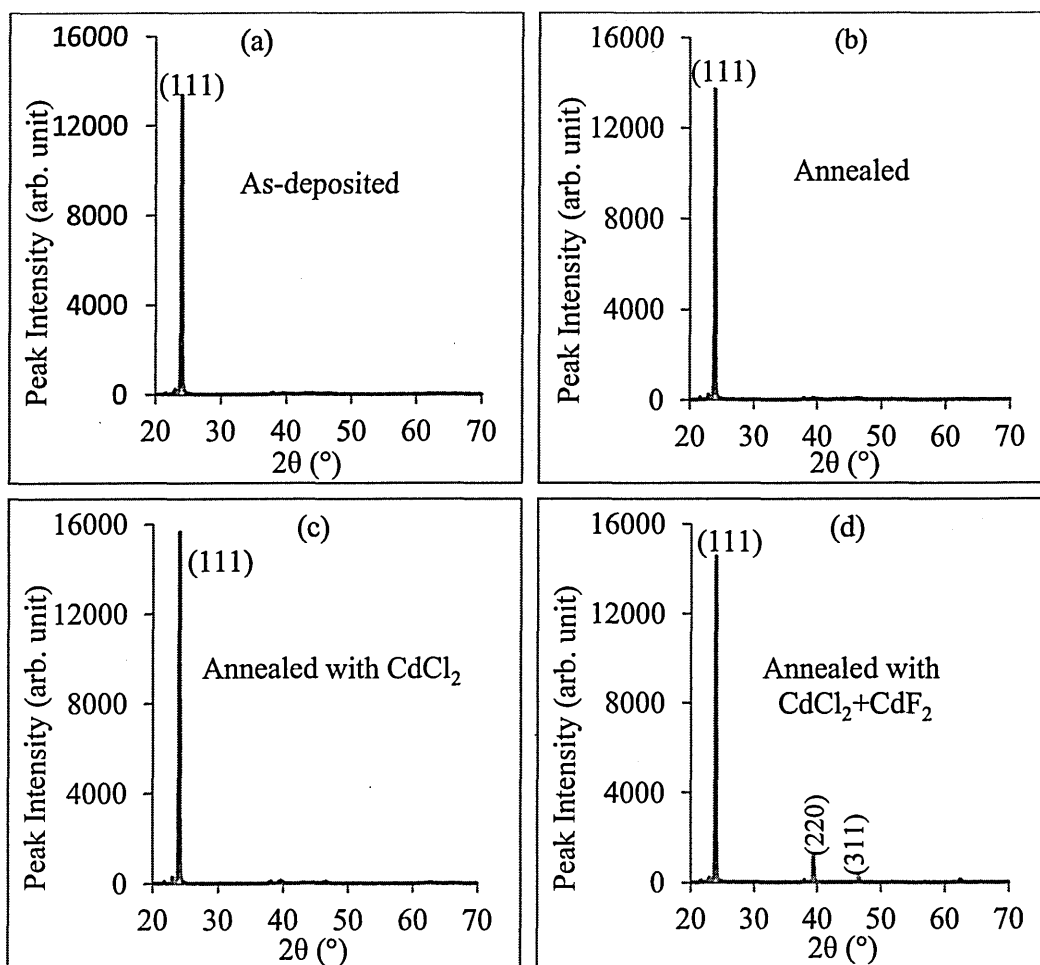 (a)
16000
(111)
12000
As-deposited
8000
4000
0
20 30 40 50 60 70
2θ (°)
Peak Intensity (arb. unit)
(b)
16000
(111)
12000
Annealed
8000
4000
0
20 30 40 50 60 70
2θ (°)
Peak Intensity (arb. unit)
(c)
16000
(111)
12000
Annealed with CdCl₂
8000
4000
0
20 30 40 50 60 70
2θ (°)
Peak Intensity (arb. unit)
(d)
16000
(111)
12000
Annealed with
CdCl₂+CdF₂
8000
4000
(220)
(311)
0
20 30 40 50 60 70
2θ (°)
Peak Intensity (arb. unit)